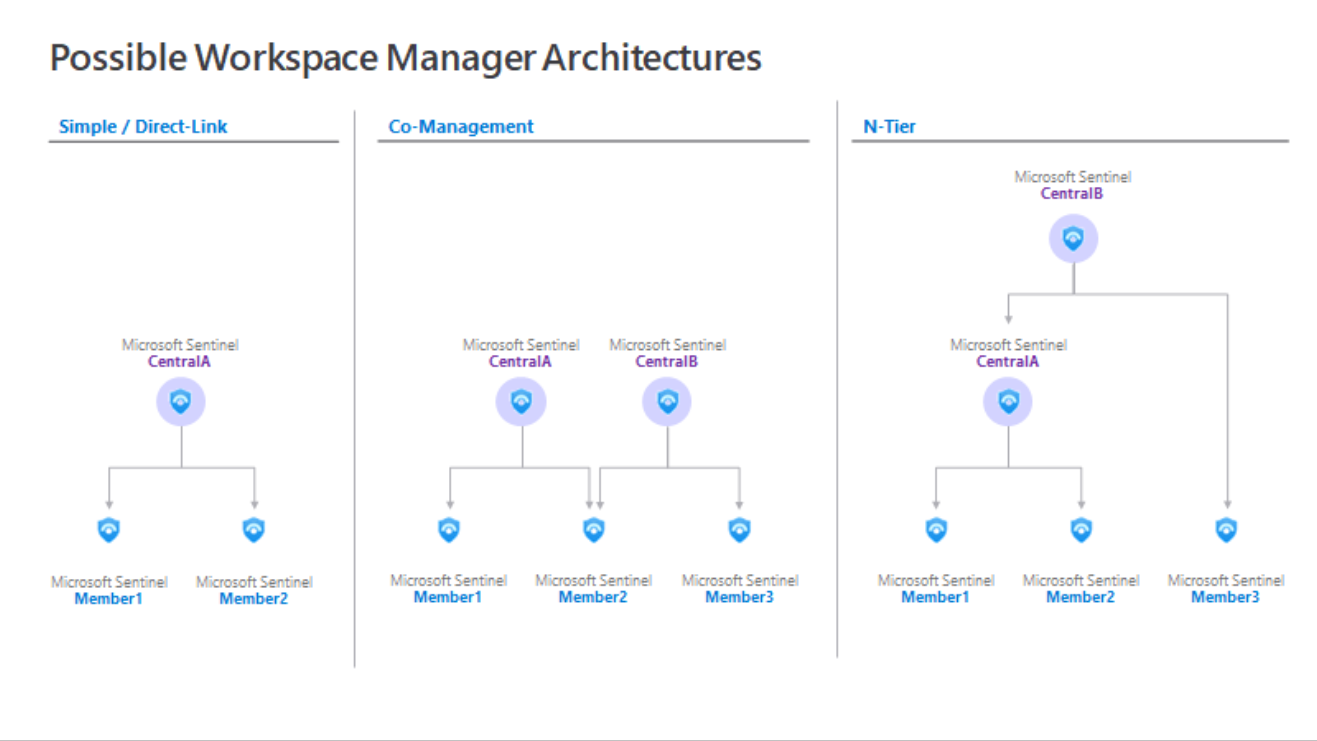 Possible Workspace Manager Architectures
Simple / Direct-Link
Microsoft Sentinel
CentralA
Microsoft Sentinel
Member1
Microsoft Sentinel
Member2
Co-Management
Microsoft Sentinel
CentralA
Microsoft Sentinel
CentralB
Microsoft Sentinel
Member1
Microsoft Sentinel
Member2
Microsoft Sentinel
Member3
N-Tier
Microsoft Sentinel
CentralB
Microsoft Sentinel
CentralA
Microsoft Sentinel
Member1
Microsoft Sentinel
Member2
Microsoft Sentinel
Member3